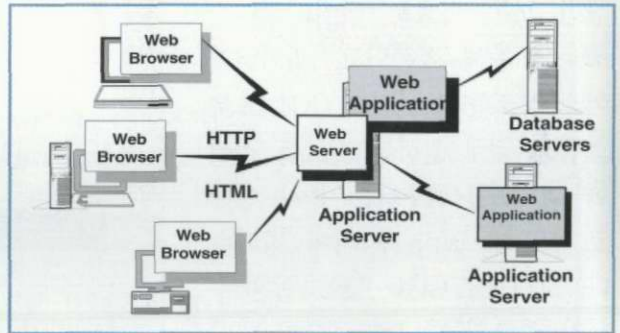 Web
Browser
Web
Browser
HTTP
HTML
Web
Browser
Web
Server
Web
Application
Application
Server
Database
Servers
Web
Application
Application
Server